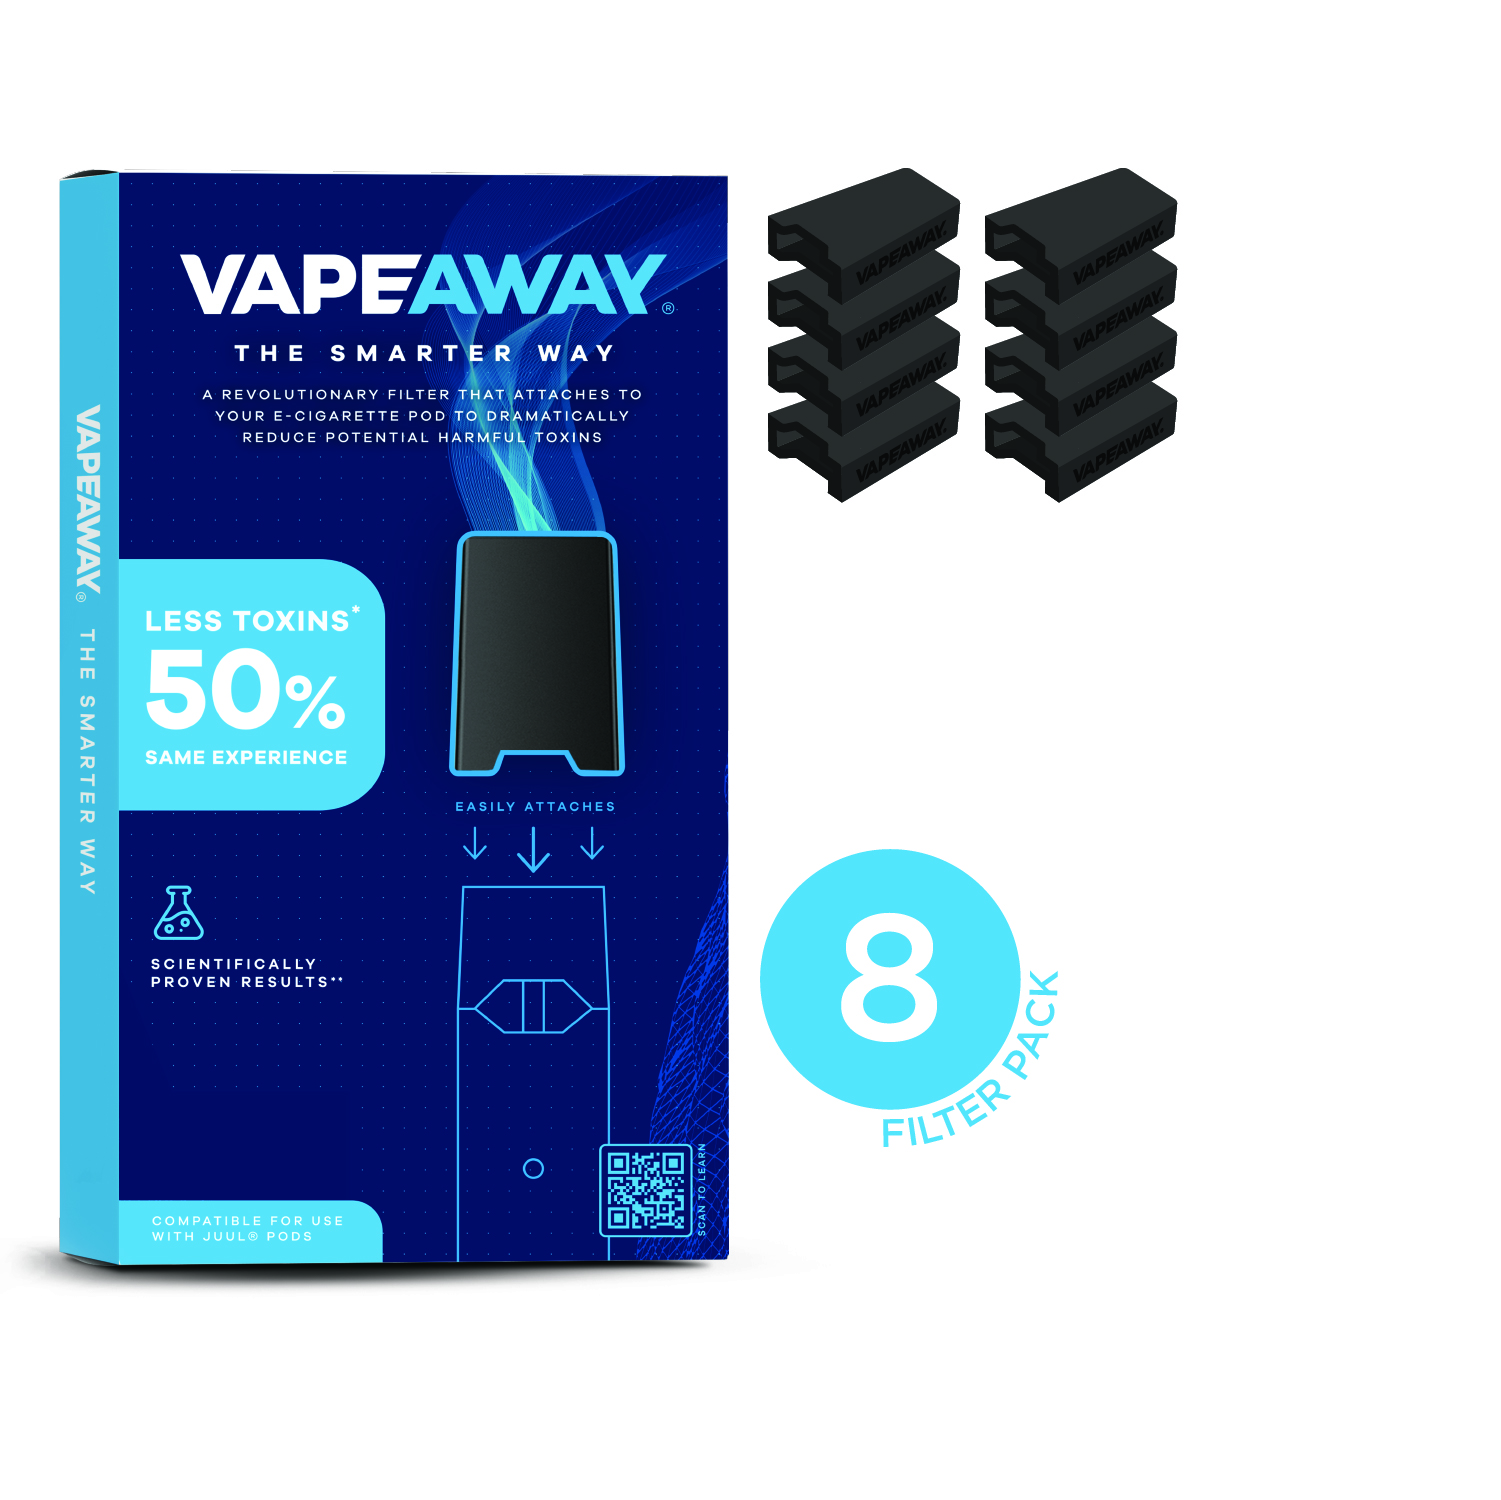 VAPEAWAY®
THE SMARTER WAY
A REVOLUTIONARY FILTER THAT ATTACHES TO
YOUR E-CIGARETTE POD TO DRAMATICALLY
REDUCE POTENTIAL HARMFUL TOXINS
VAPEAWAY® THE SMARTER WAY
LESS TOXINS*
50%
SAME EXPERIENCE
EASILY ATTACHES
SCIENTIFICALLY
PROVEN RESULTS**
COMPATIBLE FOR USE
WITH JUUL® PODS
SCAN TO LEARN
VAPEAWAY.
VAPEAWAY.
VAPEAWAY.
VAPEAWAY.
VAPEAWAY.
VAPEAWAY.
VAPEAWAY.
VAPEAWAY.
8
FILTER PACK